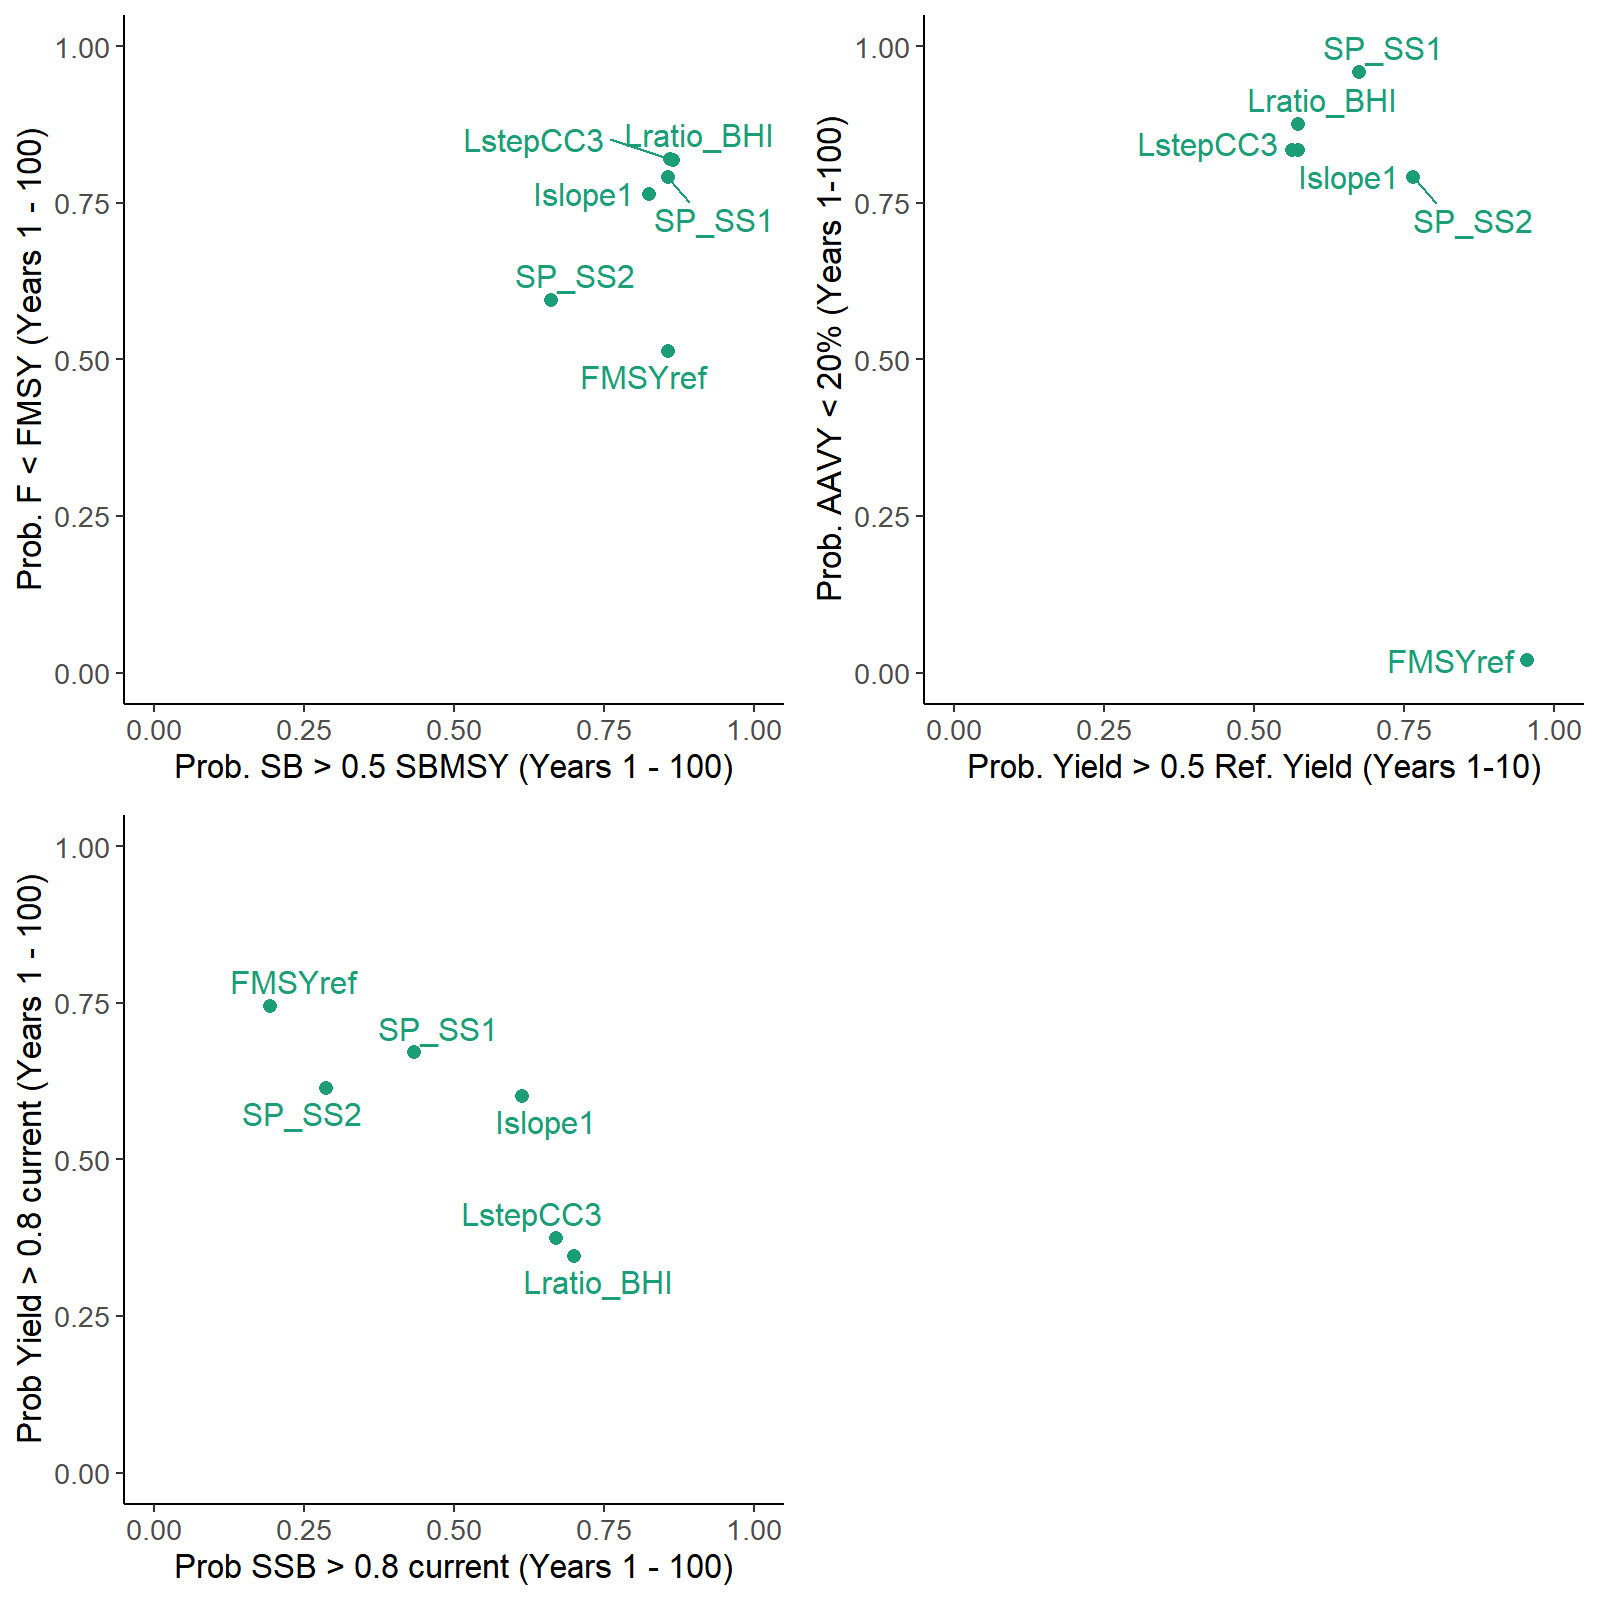 Prob. F < FMSY (Years 1 - 100)
1.00
0.75
0.50
0.25
0.00
LstepCC3
Lratio_BHI
Islope1
SP_SS1
SP_SS2
FMSYref
0.00 0.25 0.50 0.75 1.00
Prob. SB > 0.5 SBMSY (Years 1 - 100)
Prob. AAVY < 20% (Years 1-100)
1.00
0.75
0.50
0.25
0.00
SP_SS1
Lratio_BHI
LstepCC3
Islope1
SP_SS2
FMSYref
0.00 0.25 0.50 0.75 1.00
Prob. Yield > 0.5 Ref. Yield (Years 1-10)
Prob Yield > 0.8 current (Years 1 - 100)
1.00
0.75
0.50
0.25
0.00
FMSYref
SP_SS1
SP_SS2
Islope1
LstepCC3
Lratio_BHI
0.00 0.25 0.50 0.75 1.00
Prob SSB > 0.8 current (Years 1 - 100)